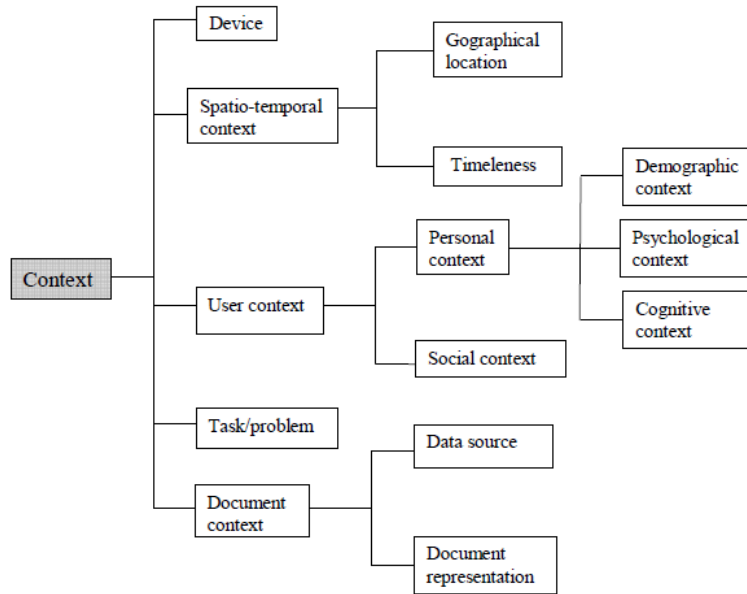 Device
Gographical
location
Spatio-temporal
context
Timeleness
Demographic
context
Personal
context
Psychological
context
Context
User context
Cognitive
context
Social context
Task/problem
Data source
Document
context
Document
representation